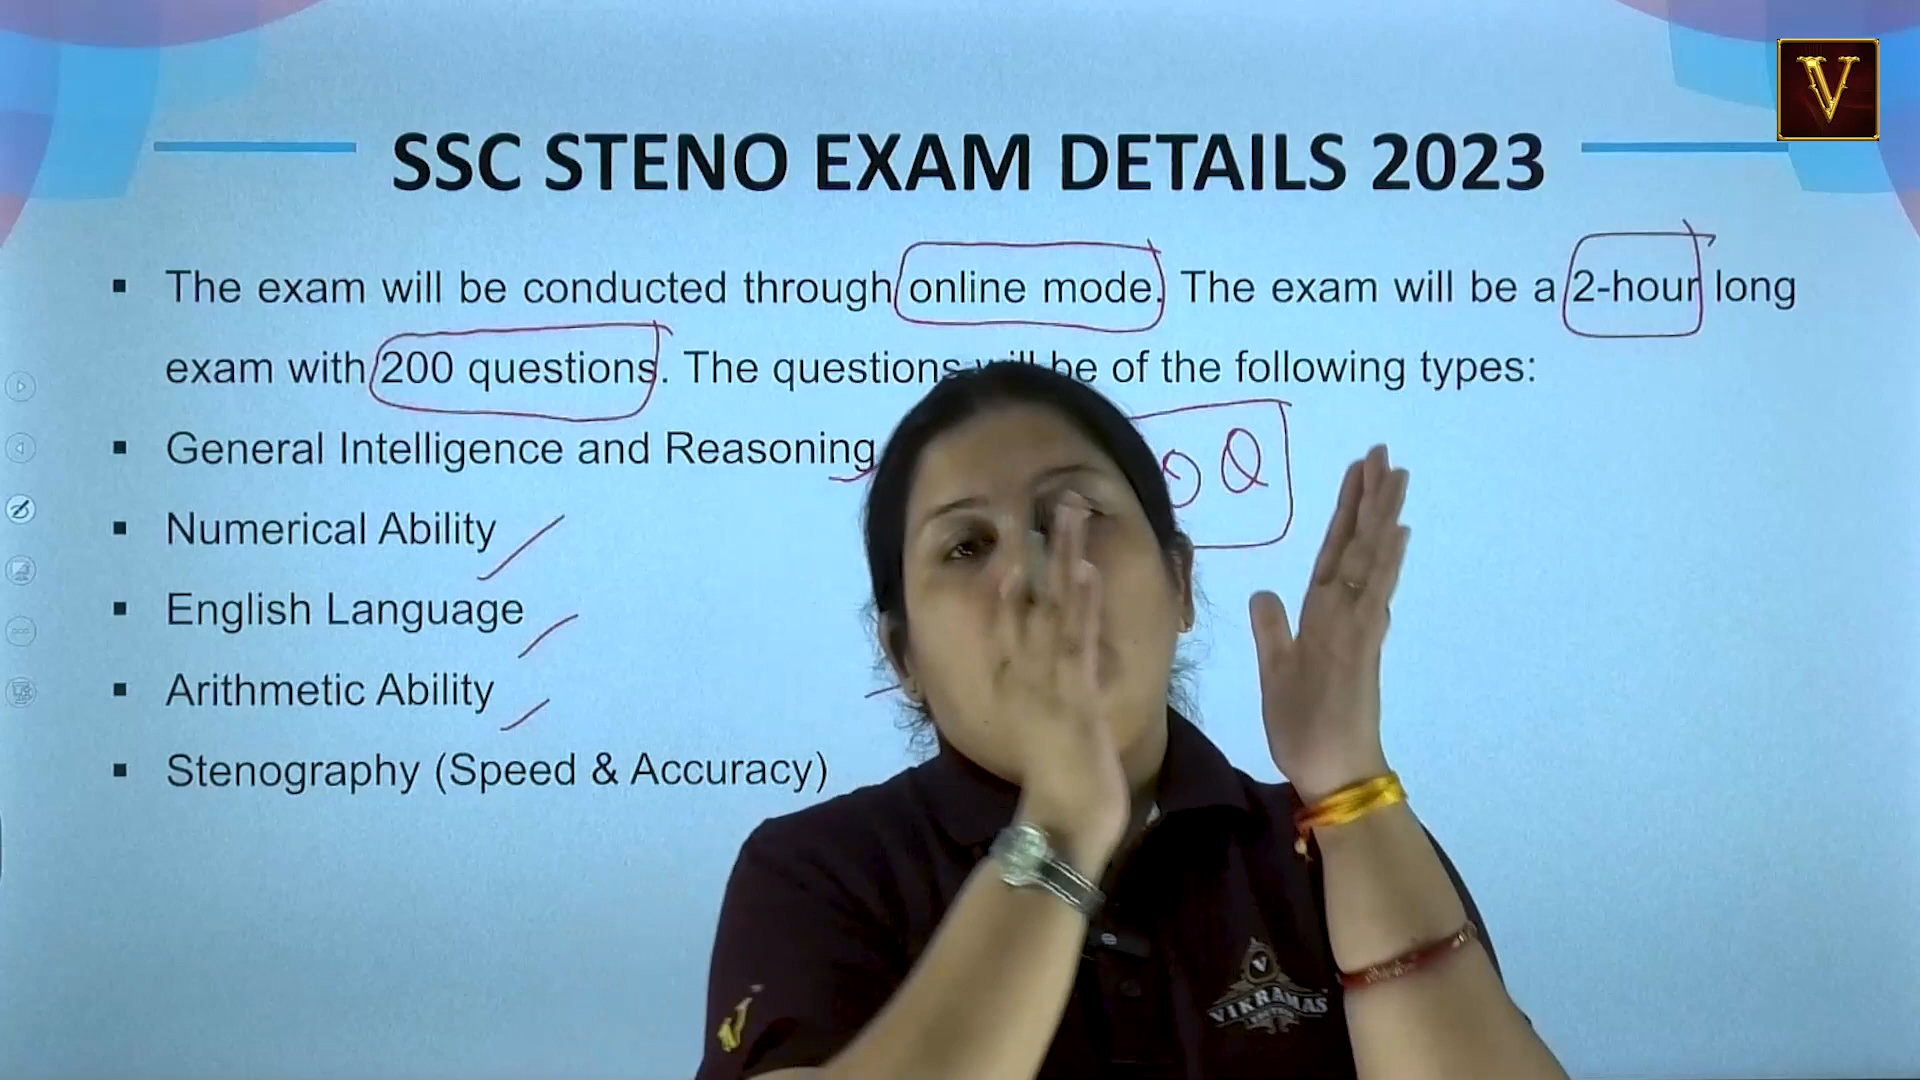 V
SSC STENO EXAM DETAILS 2023
▪ The exam will be conducted through online mode. The exam will be a 2-hour long
exam with 200 questions. The questions will be of the following types:
▪ General Intelligence and Reasoning
▪ Numerical Ability
▪ English Language
▪ Arithmetic Ability
▪ Stenography (Speed & Accuracy)
V
VIKRAMAS